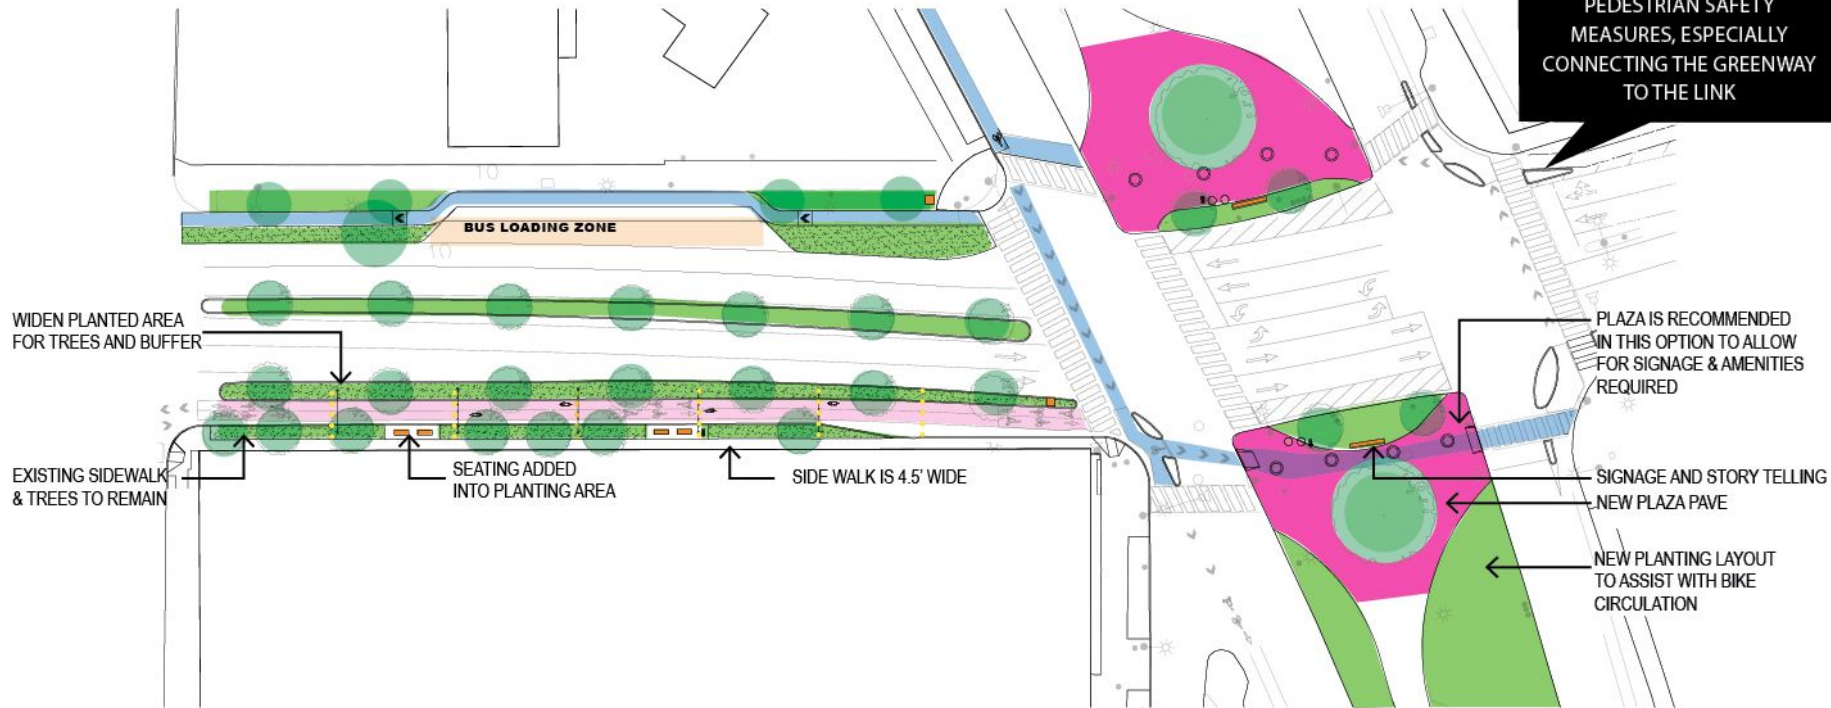 PEDESTRIAN SAFETY
MEASURES, ESPECIALLY
CONNECTING THE GREENWAY
TO THE LINK
BUS LOADING ZONE
WIDEN PLANTED AREA
FOR TREES AND BUFFER
PLAZA IS RECOMMENDED
IN THIS OPTION TO ALLOW
FOR SIGNAGE & AMENITIES
REQUIRED
EXISTING SIDEWALK
& TREES TO REMAIN
SEATING ADDED
INTO PLANTING AREA
SIDE WALK IS 4.5' WIDE
SIGNAGE AND STORY TELLING
NEW PLAZA PAVE
NEW PLANTING LAYOUT
TO ASSIST WITH BIKE
CIRCULATION
10
10